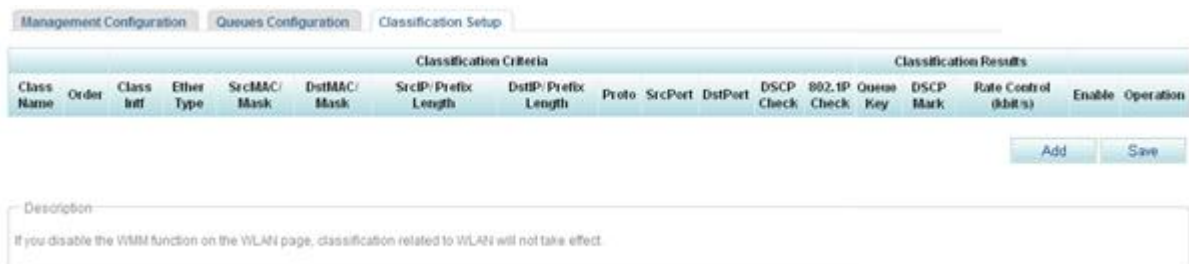 Management Configuration Queues Configuration Classification Setup
Classification Criteria Classification Results
Class Name Order Class Intf Ether Type SrcMAC/ Mask DstMAC/ Mask SrcIP/Prefix Length DstIP/Prefix Length Proto SrcPort DstPort DSCP Check 802.1P Check Queue Key DSCP Mark Rate Control (kbit/s) Enable Operation
Add Save
Description
If you disable the WMM function on the WLAN page, classification related to WLAN will not take effect.